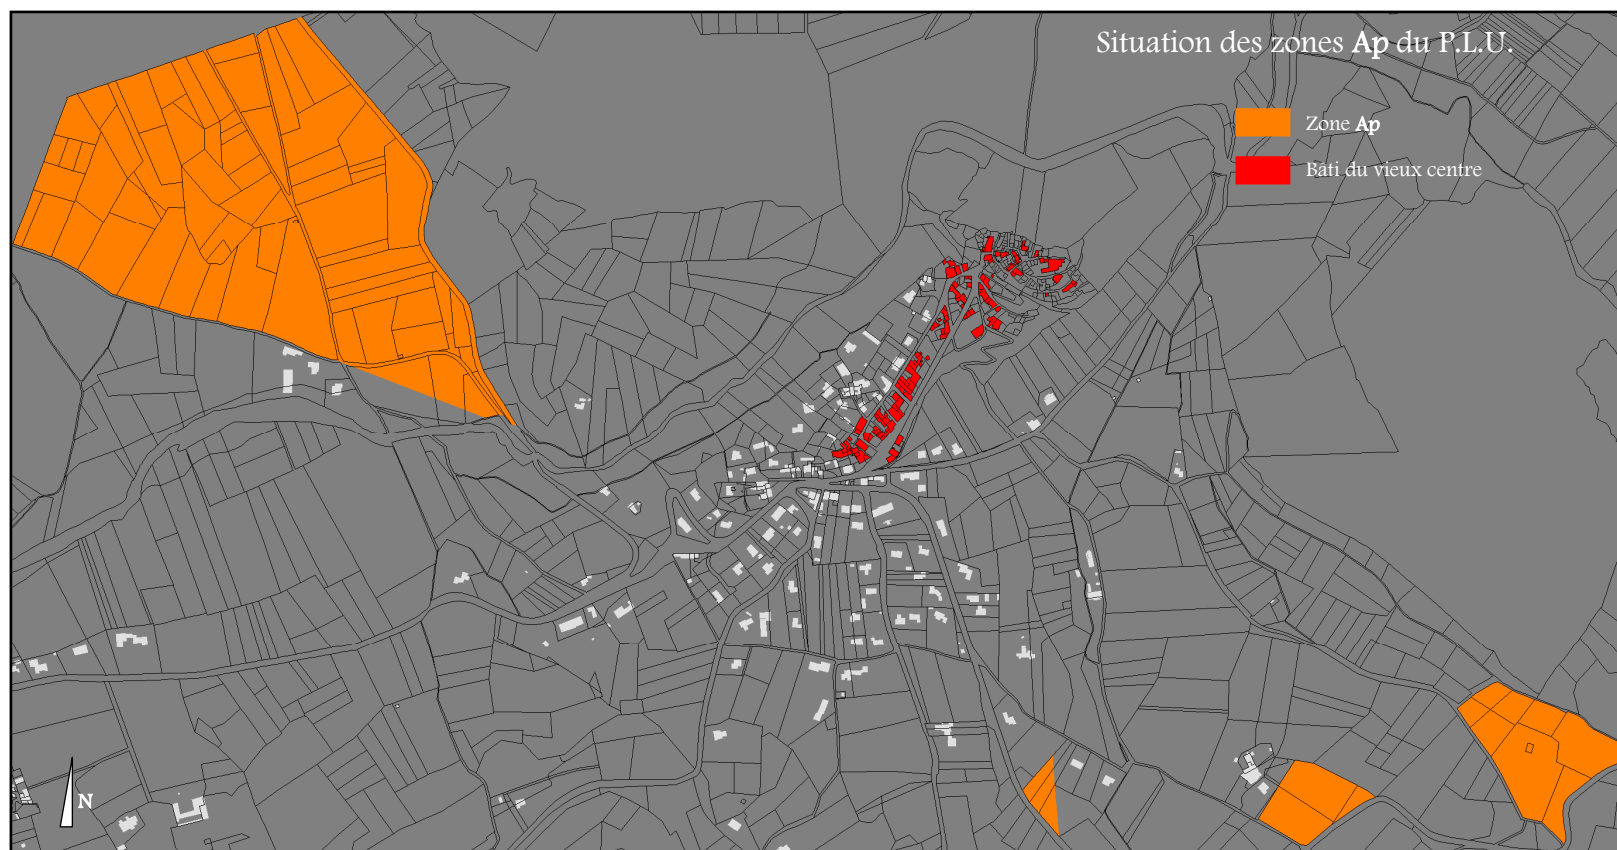 Situation des zones Ap du P.L.U.
Zone Ap
Bâti du vieux centre
N